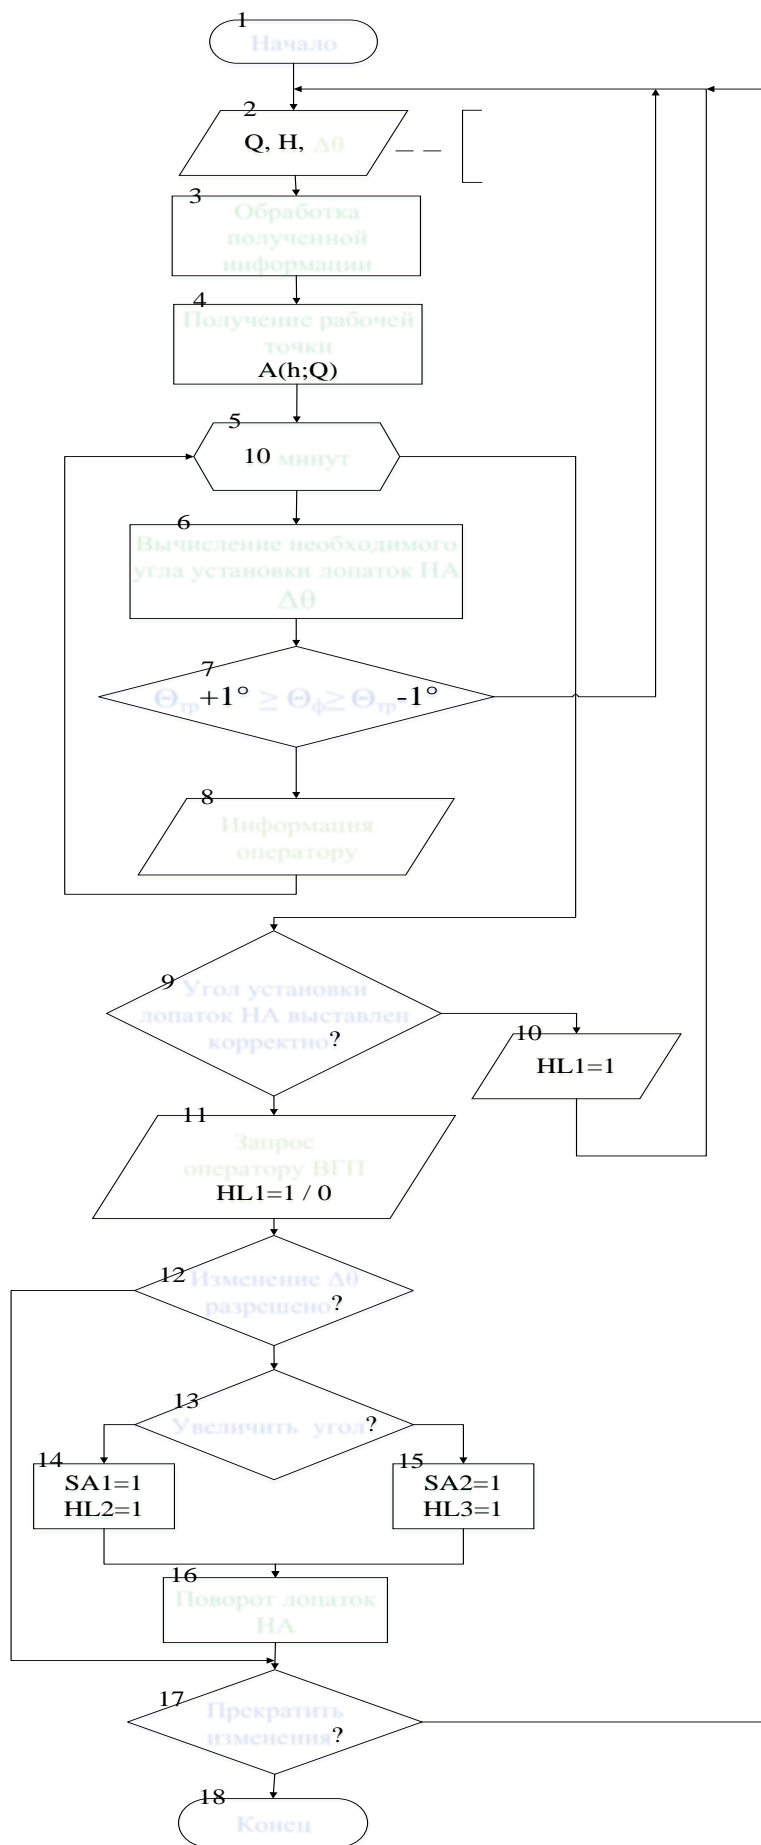 1
Начало
2
Q, H, Δθ
3
Обработка
полученной
информации
4
Получение рабочей
точки
A(h;Q)
5
10 минут
6
Вычисление необходимого
угла установки лопаток НА
Δθ
7
Θтр+1° ≥ Θф≥ Θтр-1°
8
Информация
оператору
9
Угол установки
лопаток НА выставлен
корректно?
10
HL1=1
11
Запрос
оператору ВГП
HL1=1 / 0
12
Изменение Δθ
разрешено?
13
Увеличить угол?
14
SA1=1
HL2=1
15
SA2=1
HL3=1
16
Поворот лопаток
НА
17
Прекратить
изменения?
18
Конец